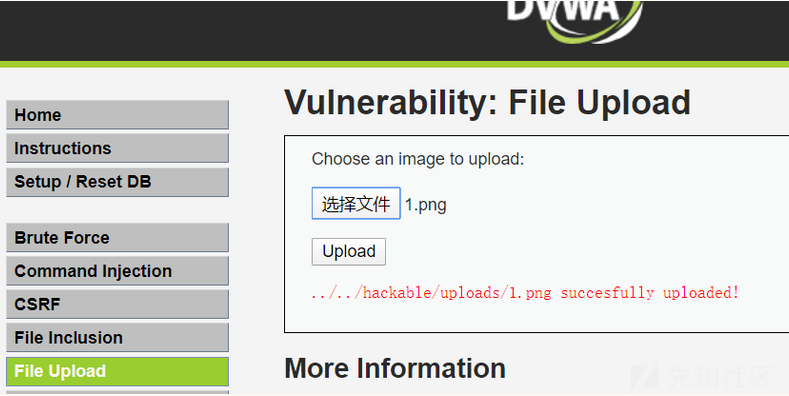 DVWA
Vulnerability: File Upload
Home
Instructions
Setup / Reset DB
Brute Force
Command Injection
CSRF
File Inclusion
File Upload
Choose an image to upload:
选择文件 1.png
Upload
../../hackable/uploads/1.png succesfully uploaded!
More Information
先知社区